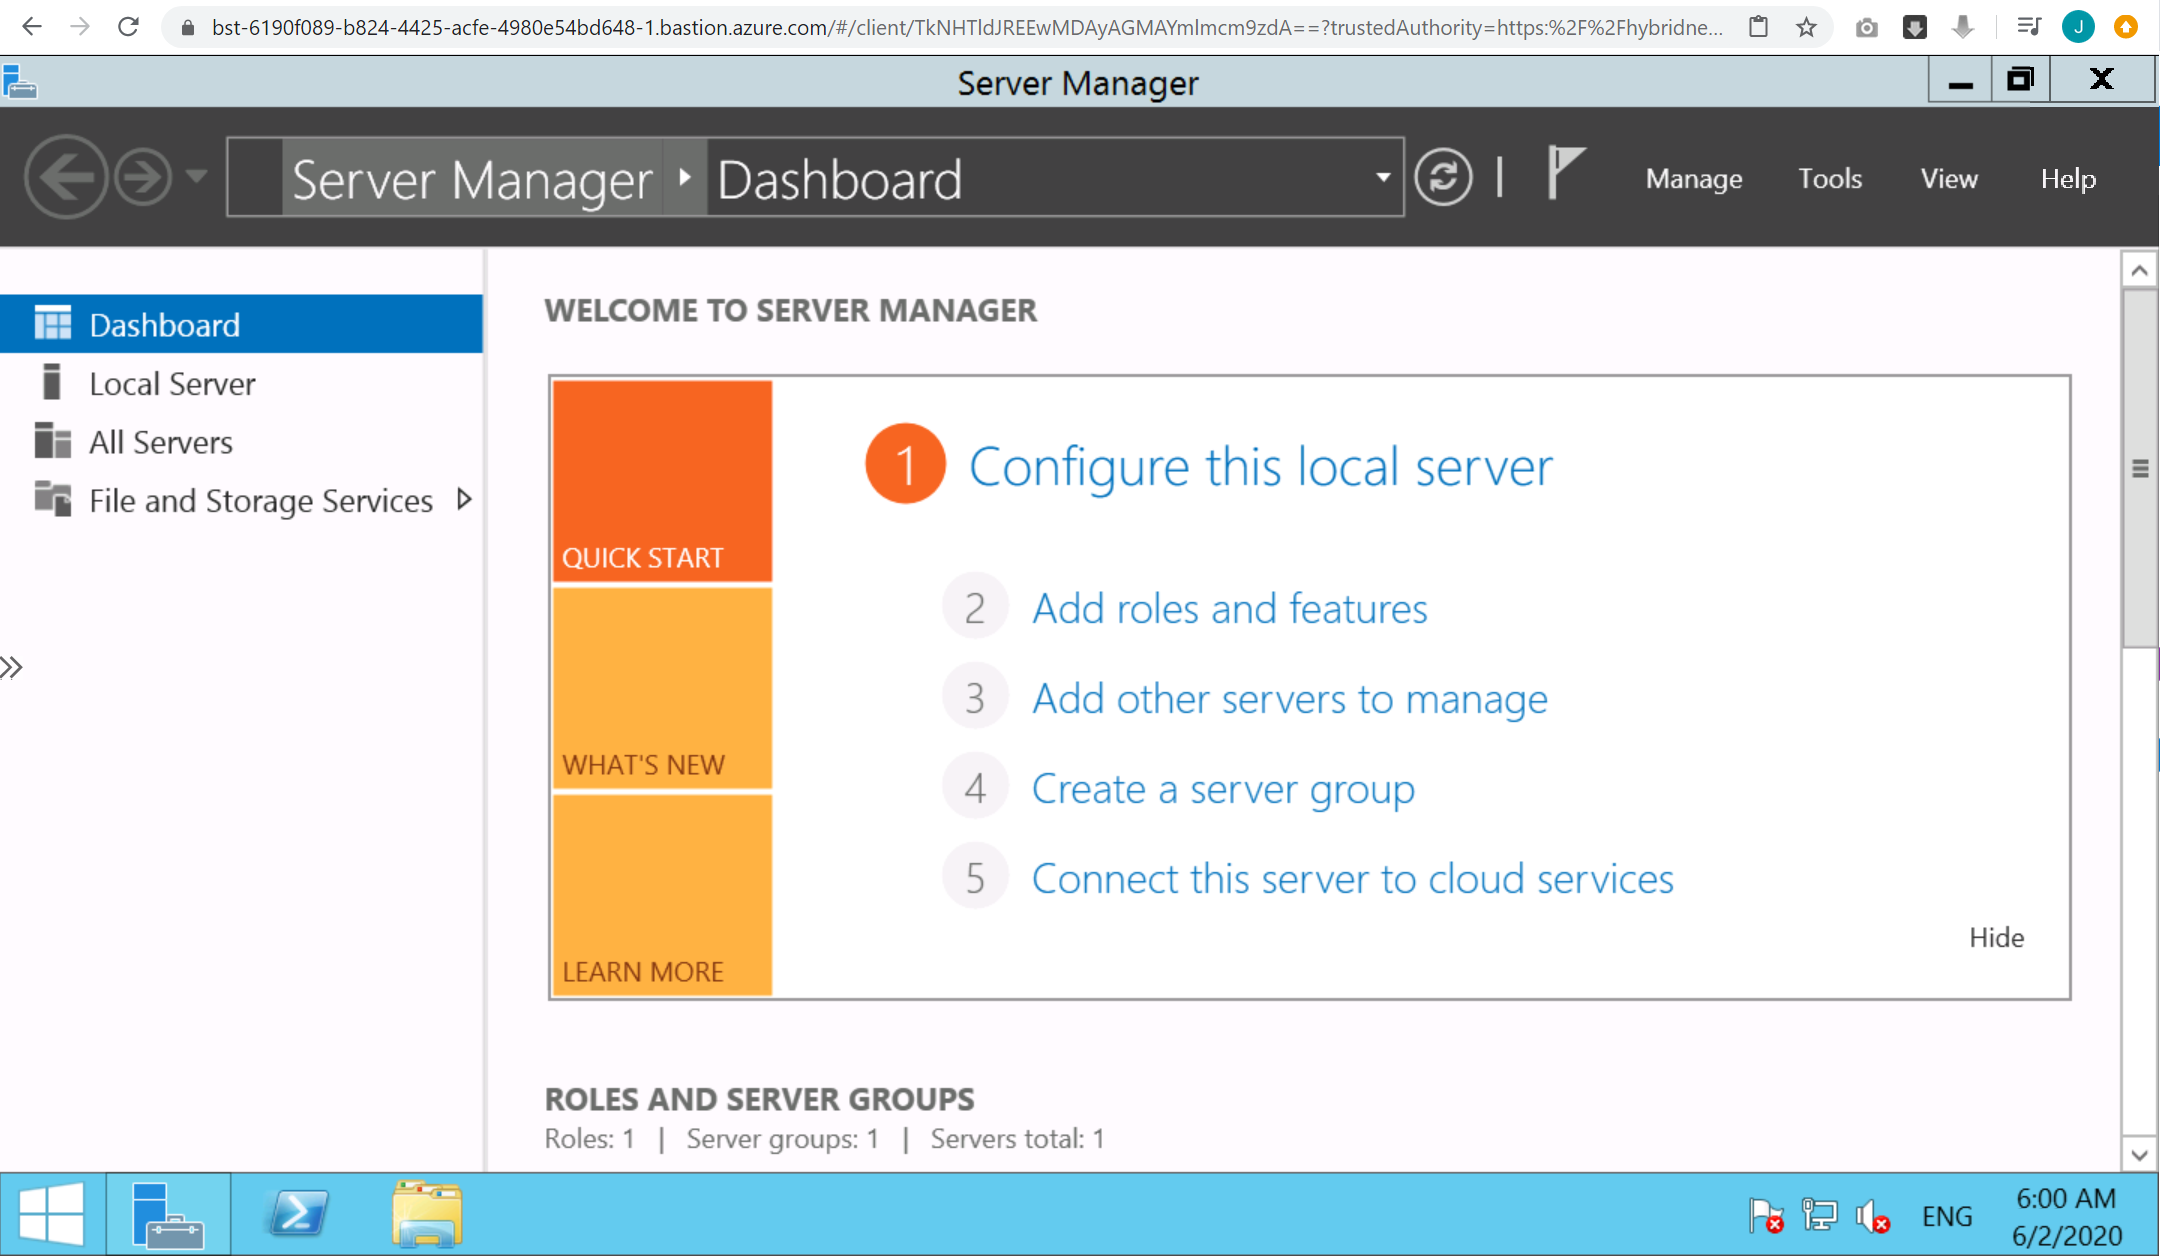 bst-6190f089-b824-4425-acfe-4980e54bd648-1.bastion.azure.com/#/client/TkNHTldJREEwMDAyAGMAYmlmcm9zdA==?trustedAuthority=https:%2F%2Fhybridne...
J
Server Manager
Server Manager
Dashboard
Manage
Tools
View
Help
Dashboard
Local Server
All Servers
File and Storage Services
WELCOME TO SERVER MANAGER
QUICK START
WHAT'S NEW
LEARN MORE
1 Configure this local server
2 Add roles and features
3 Add other servers to manage
4 Create a server group
5 Connect this server to cloud services
Hide
ROLES AND SERVER GROUPS
Roles: 1 | Server groups: 1 | Servers total: 1
ENG
6:00 AM
6/2/2020